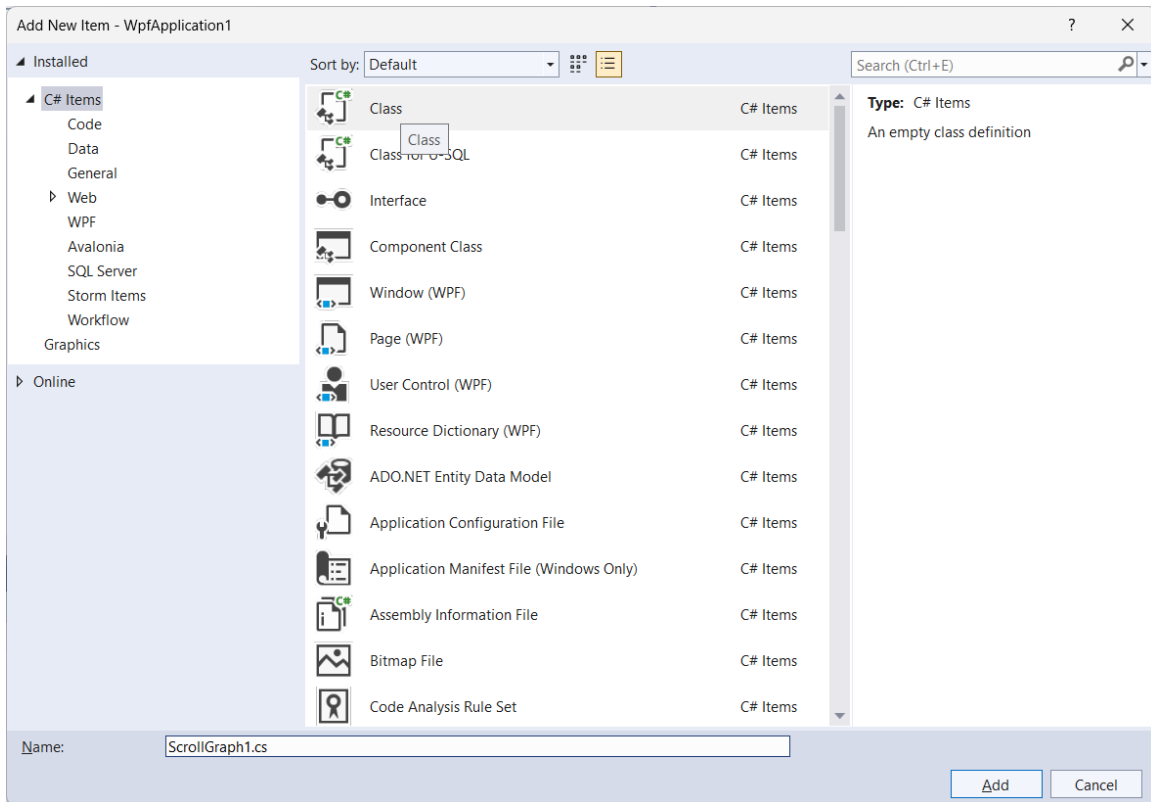 Add New Item - WpfApplication1
?
Installed
Sort by: Default
Search (Ctrl+E)
C# Items
Code
Data
General
Web
WPF
Avalonia
SQL Server
Storm Items
Workflow
Graphics
Online
C# Class C# Items
Class
C# Class for U-SQL C# Items
Interface C# Items
Component Class C# Items
Window (WPF) C# Items
Page (WPF) C# Items
User Control (WPF) C# Items
Resource Dictionary (WPF) C# Items
ADO.NET Entity Data Model C# Items
Application Configuration File C# Items
Application Manifest File (Windows Only) C# Items
C# Assembly Information File C# Items
Bitmap File C# Items
Code Analysis Rule Set C# Items
Type: C# Items
An empty class definition
Name: ScrollGraph1.cs
Add Cancel